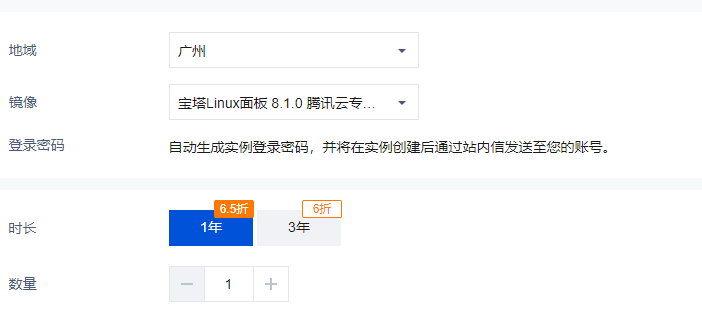 地域
广州
镜像
宝塔Linux面板 8.1.0 腾讯云专…
登录密码
自动生成实例登录密码，并将在实例创建后通过站内信发送至您的账号。
6.5折
6折
时长
1年
3年
数量
1